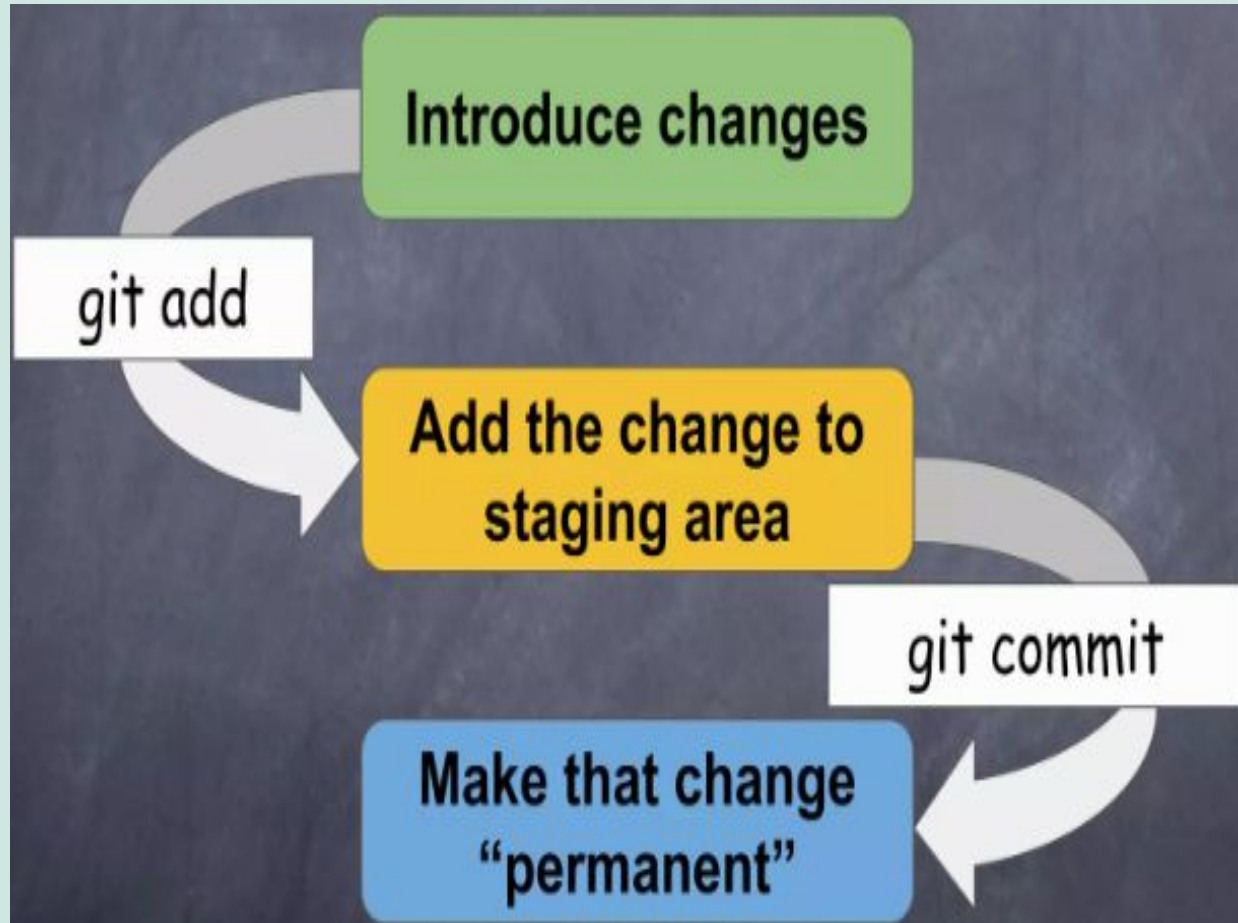 Introduce changes
git add
Add the change to
staging area
git commit
Make that change
“permanent”